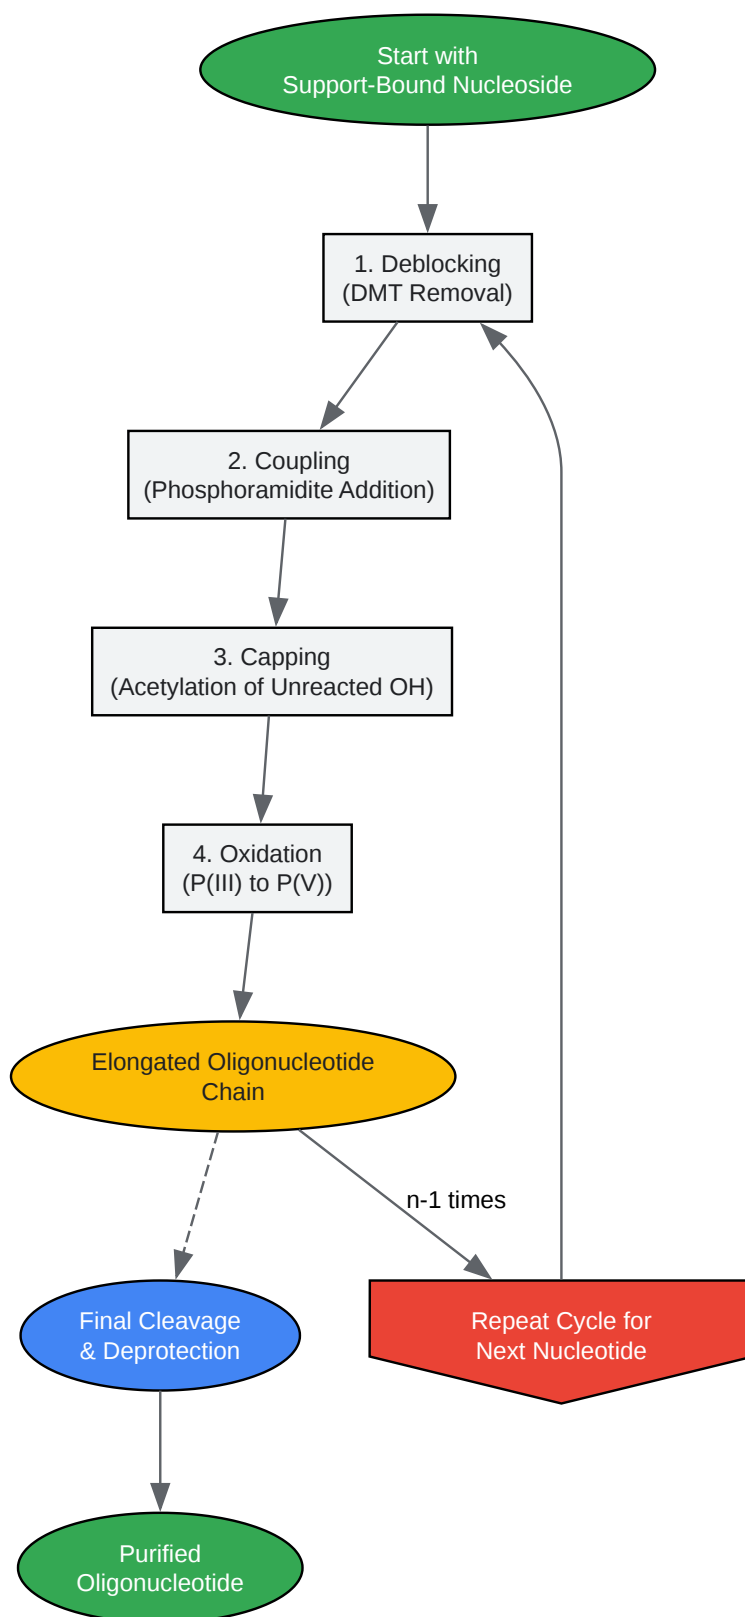 Start with
Support-Bound Nucleoside
1. Deblocking
(DMT Removal)
2. Coupling
(Phosphoramidite Addition)
3. Capping
(Acetylation of Unreacted OH)
4. Oxidation
(P(III) to P(V))
Elongated Oligonucleotide
Chain
n-1 times
Final Cleavage
& Deprotection
Repeat Cycle for
Next Nucleotide
Purified
Oligonucleotide